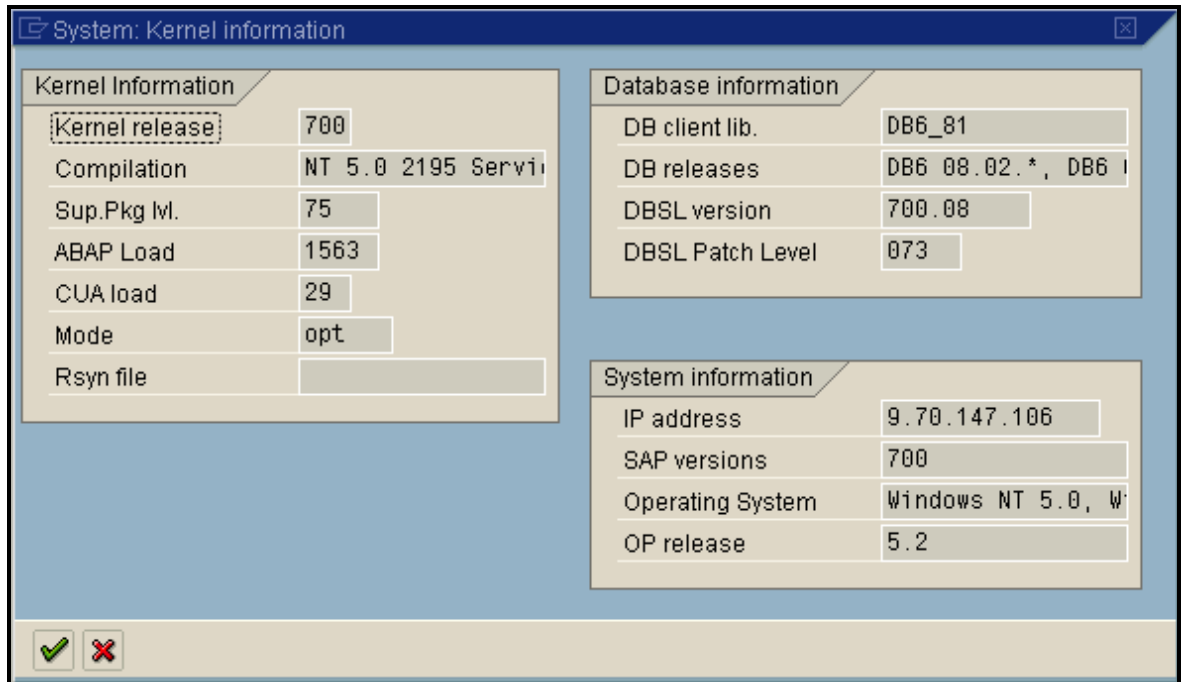 System: Kernel information
Kernel Information
Kernel release 700
Compilation NT 5.0 2195 Servi
Sup.Pkg lvl. 75
ABAP Load 1563
CUA load 29
Mode opt
Rsyn file
Database information
DB client lib. DB6_81
DB releases DB6 08.02.*, DB6
DBSL version 700.08
DBSL Patch Level 073
System information
IP address 9.70.147.106
SAP versions 700
Operating System Windows NT 5.0, W
OP release 5.2